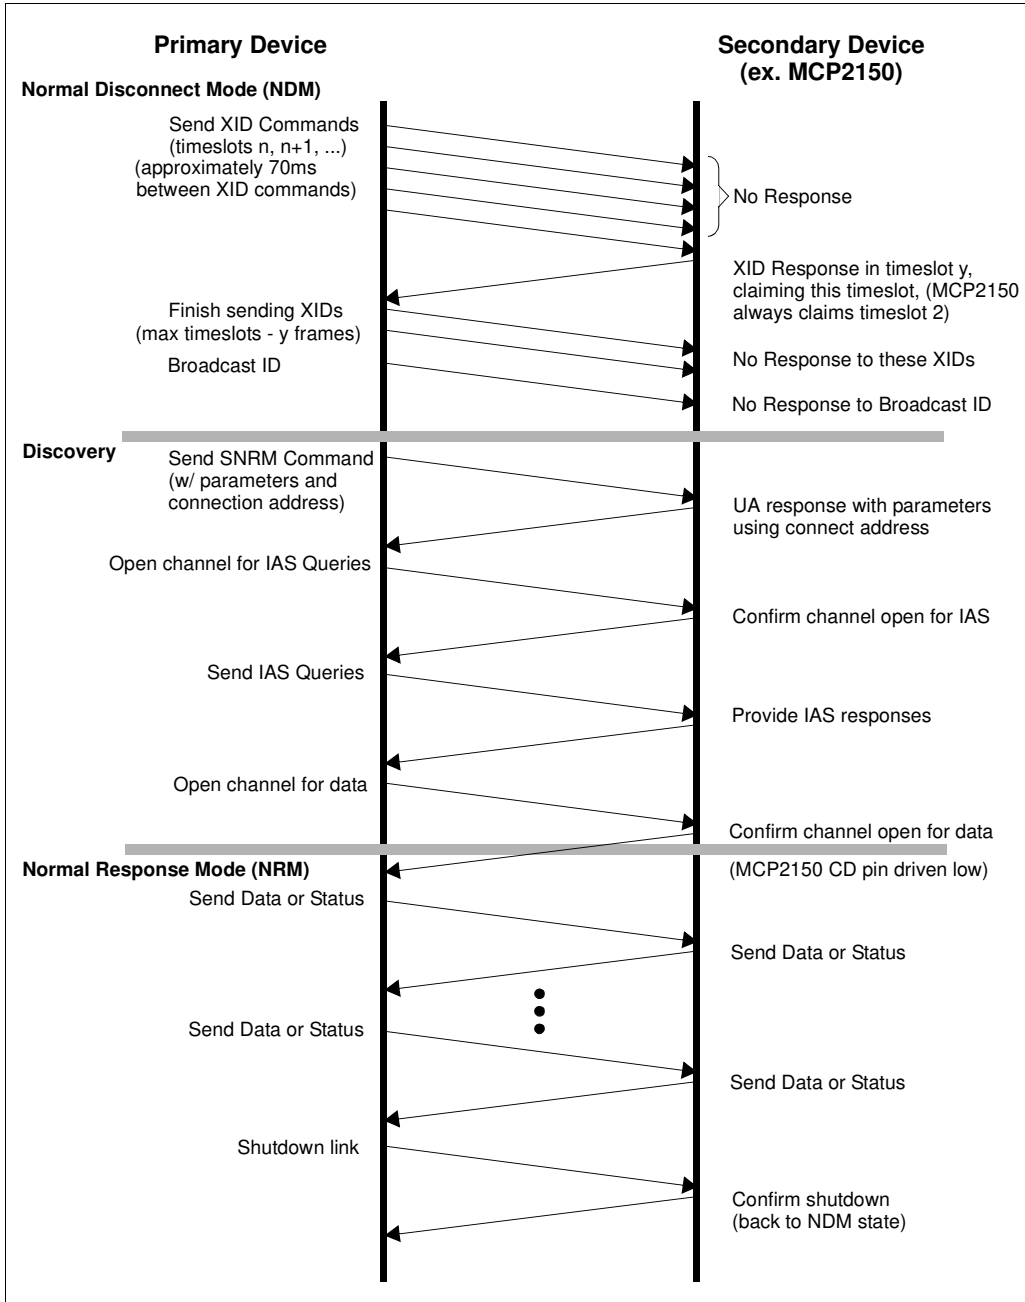 Primary Device
Secondary Device
(ex. MCP2150)
Normal Disconnect Mode (NDM)
Send XID Commands
(timeslots n, n+1, ...)
(approximately 70ms
between XID commands)
No Response
XID Response in timeslot y,
claiming this timeslot, (MCP2150
always claims timeslot 2)
Finish sending XIDs
(max timeslots - y frames)
No Response to these XIDs
Broadcast ID
No Response to Broadcast ID
Discovery
Send SNRM Command
(w/ parameters and
connection address)
UA response with parameters
using connect address
Open channel for IAS Queries
Confirm channel open for IAS
Send IAS Queries
Provide IAS responses
Open channel for data
Confirm channel open for data
Normal Response Mode (NRM)
(MCP2150 CD pin driven low)
Send Data or Status
Send Data or Status
Send Data or Status
Send Data or Status
Shutdown link
Confirm shutdown
(back to NDM state)